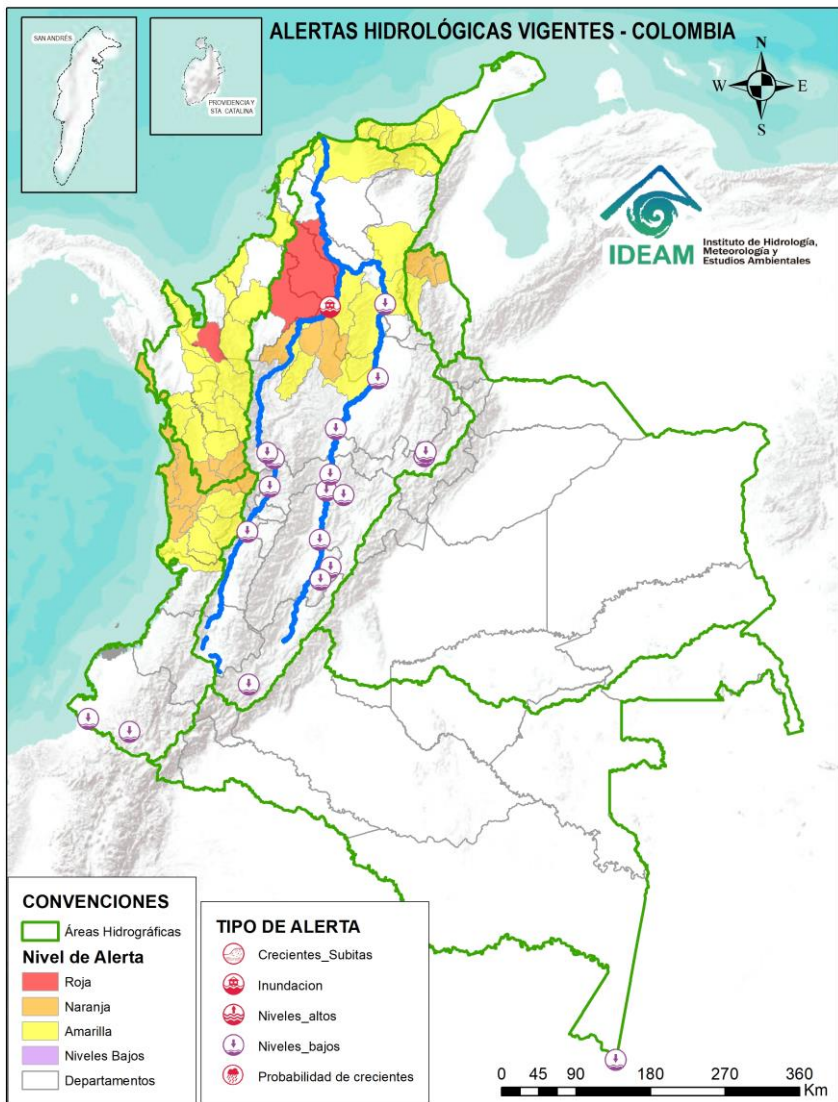 SAN ANDRÉS
PROVIDENCIA Y
STA. CATALINA
ALERTAS HIDROLÓGICAS VIGENTES - COLOMBIA
N
W
E
S
IDEAM
Instituto de Hidrología,
Meteorología y
Estudios Ambientales
CONVENCIONES
Áreas Hidrográficas
Nivel de Alerta
Roja
Naranja
Amarilla
Niveles Bajos
Departamentos
TIPO DE ALERTA
Crecientes_Subitas
Inundacion
Niveles_altos
Niveles_bajos
Probabilidad de crecientes
0 45 90 180 270 360
Km